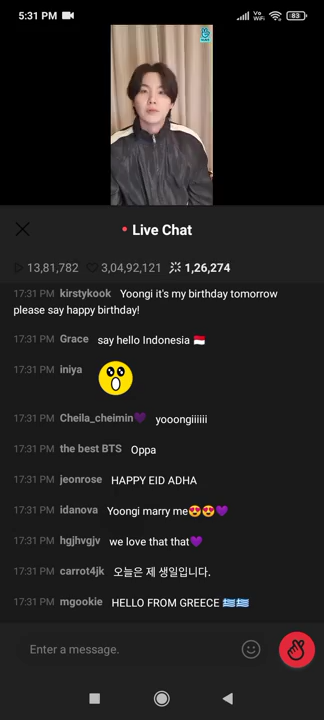 5:31 PM
Vo
WiFi
83
Live Chat
13,81,782 3,04,92,121 1,26,274
17:31 PM kirstykook Yoongi it's my birthday tomorrow
please say happy birthday!
17:31 PM Grace say hello Indonesia 🇮🇩
17:31 PM iniya
17:31 PM Cheila_cheimin💜 yooongiiiiii
17:31 PM the best BTS Oppa
17:31 PM jeonrose HAPPY EID ADHA
17:31 PM idanova Yoongi marry me😍😍💜
17:31 PM hgjhvgjv we love that that💜
17:31 PM carrot4jk 오늘은 제 생일입니다.
17:31 PM mgookie HELLO FROM GREECE 🇬🇷🇬🇷
Enter a message.